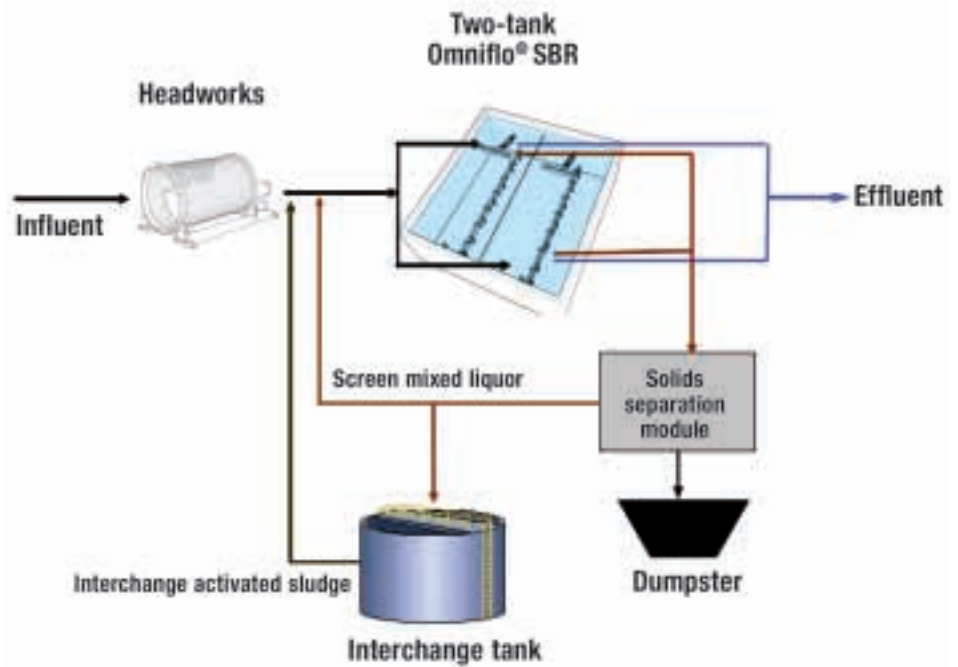 Two-tank
Omniflo® SBR
Headworks
Influent
Effluent
Screen mixed liquor
Solids
separation
module
Interchange activated sludge
Dumpster
Interchange tank